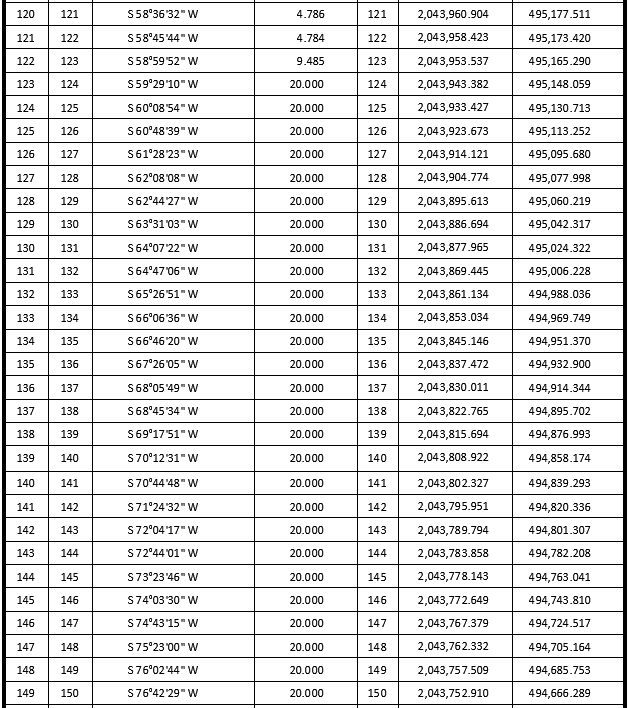 120 121 S 58°36'32" W 4.786 121 2,043,960.904 495,177.511
121 122 S 58°45'44" W 4.784 122 2,043,958.423 495,173.420
122 123 S 58°59'52" W 9.485 123 2,043,953.537 495,165.290
123 124 S 59°29'10" W 20.000 124 2,043,943.382 495,148.059
124 125 S 60°08'54" W 20.000 125 2,043,933.427 495,130.713
125 126 S 60°48'39" W 20.000 126 2,043,923.673 495,113.252
126 127 S 61°28'23" W 20.000 127 2,043,914.121 495,095.680
127 128 S 62°08'08" W 20.000 128 2,043,904.774 495,077.998
128 129 S 62°44'27" W 20.000 129 2,043,895.613 495,060.219
129 130 S 63°31'03" W 20.000 130 2,043,886.694 495,042.317
130 131 S 64°07'22" W 20.000 131 2,043,877.965 495,024.322
131 132 S 64°47'06" W 20.000 132 2,043,869.445 495,006.228
132 133 S 65°26'51" W 20.000 133 2,043,861.134 494,988.036
133 134 S 66°06'36" W 20.000 134 2,043,853.034 494,969.749
134 135 S 66°46'20" W 20.000 135 2,043,845.146 494,951.370
135 136 S 67°26'05" W 20.000 136 2,043,837.472 494,932.900
136 137 S 68°05'49" W 20.000 137 2,043,830.011 494,914.344
137 138 S 68°45'34" W 20.000 138 2,043,822.765 494,895.702
138 139 S 69°17'51" W 20.000 139 2,043,815.694 494,876.993
139 140 S 70°12'31" W 20.000 140 2,043,808.922 494,858.174
140 141 S 70°44'48" W 20.000 141 2,043,802.327 494,839.293
141 142 S 71°24'32" W 20.000 142 2,043,795.951 494,820.336
142 143 S 72°04'17" W 20.000 143 2,043,789.794 494,801.307
143 144 S 72°44'01" W 20.000 144 2,043,783.858 494,782.208
144 145 S 73°23'46" W 20.000 145 2,043,778.143 494,763.041
145 146 S 74°03'30" W 20.000 146 2,043,772.649 494,743.810
146 147 S 74°43'15" W 20.000 147 2,043,767.379 494,724.517
147 148 S 75°23'00" W 20.000 148 2,043,762.332 494,705.164
148 149 S 76°02'44" W 20.000 149 2,043,757.509 494,685.753
149 150 S 76°42'29" W 20.000 150 2,043,752.910 494,666.289